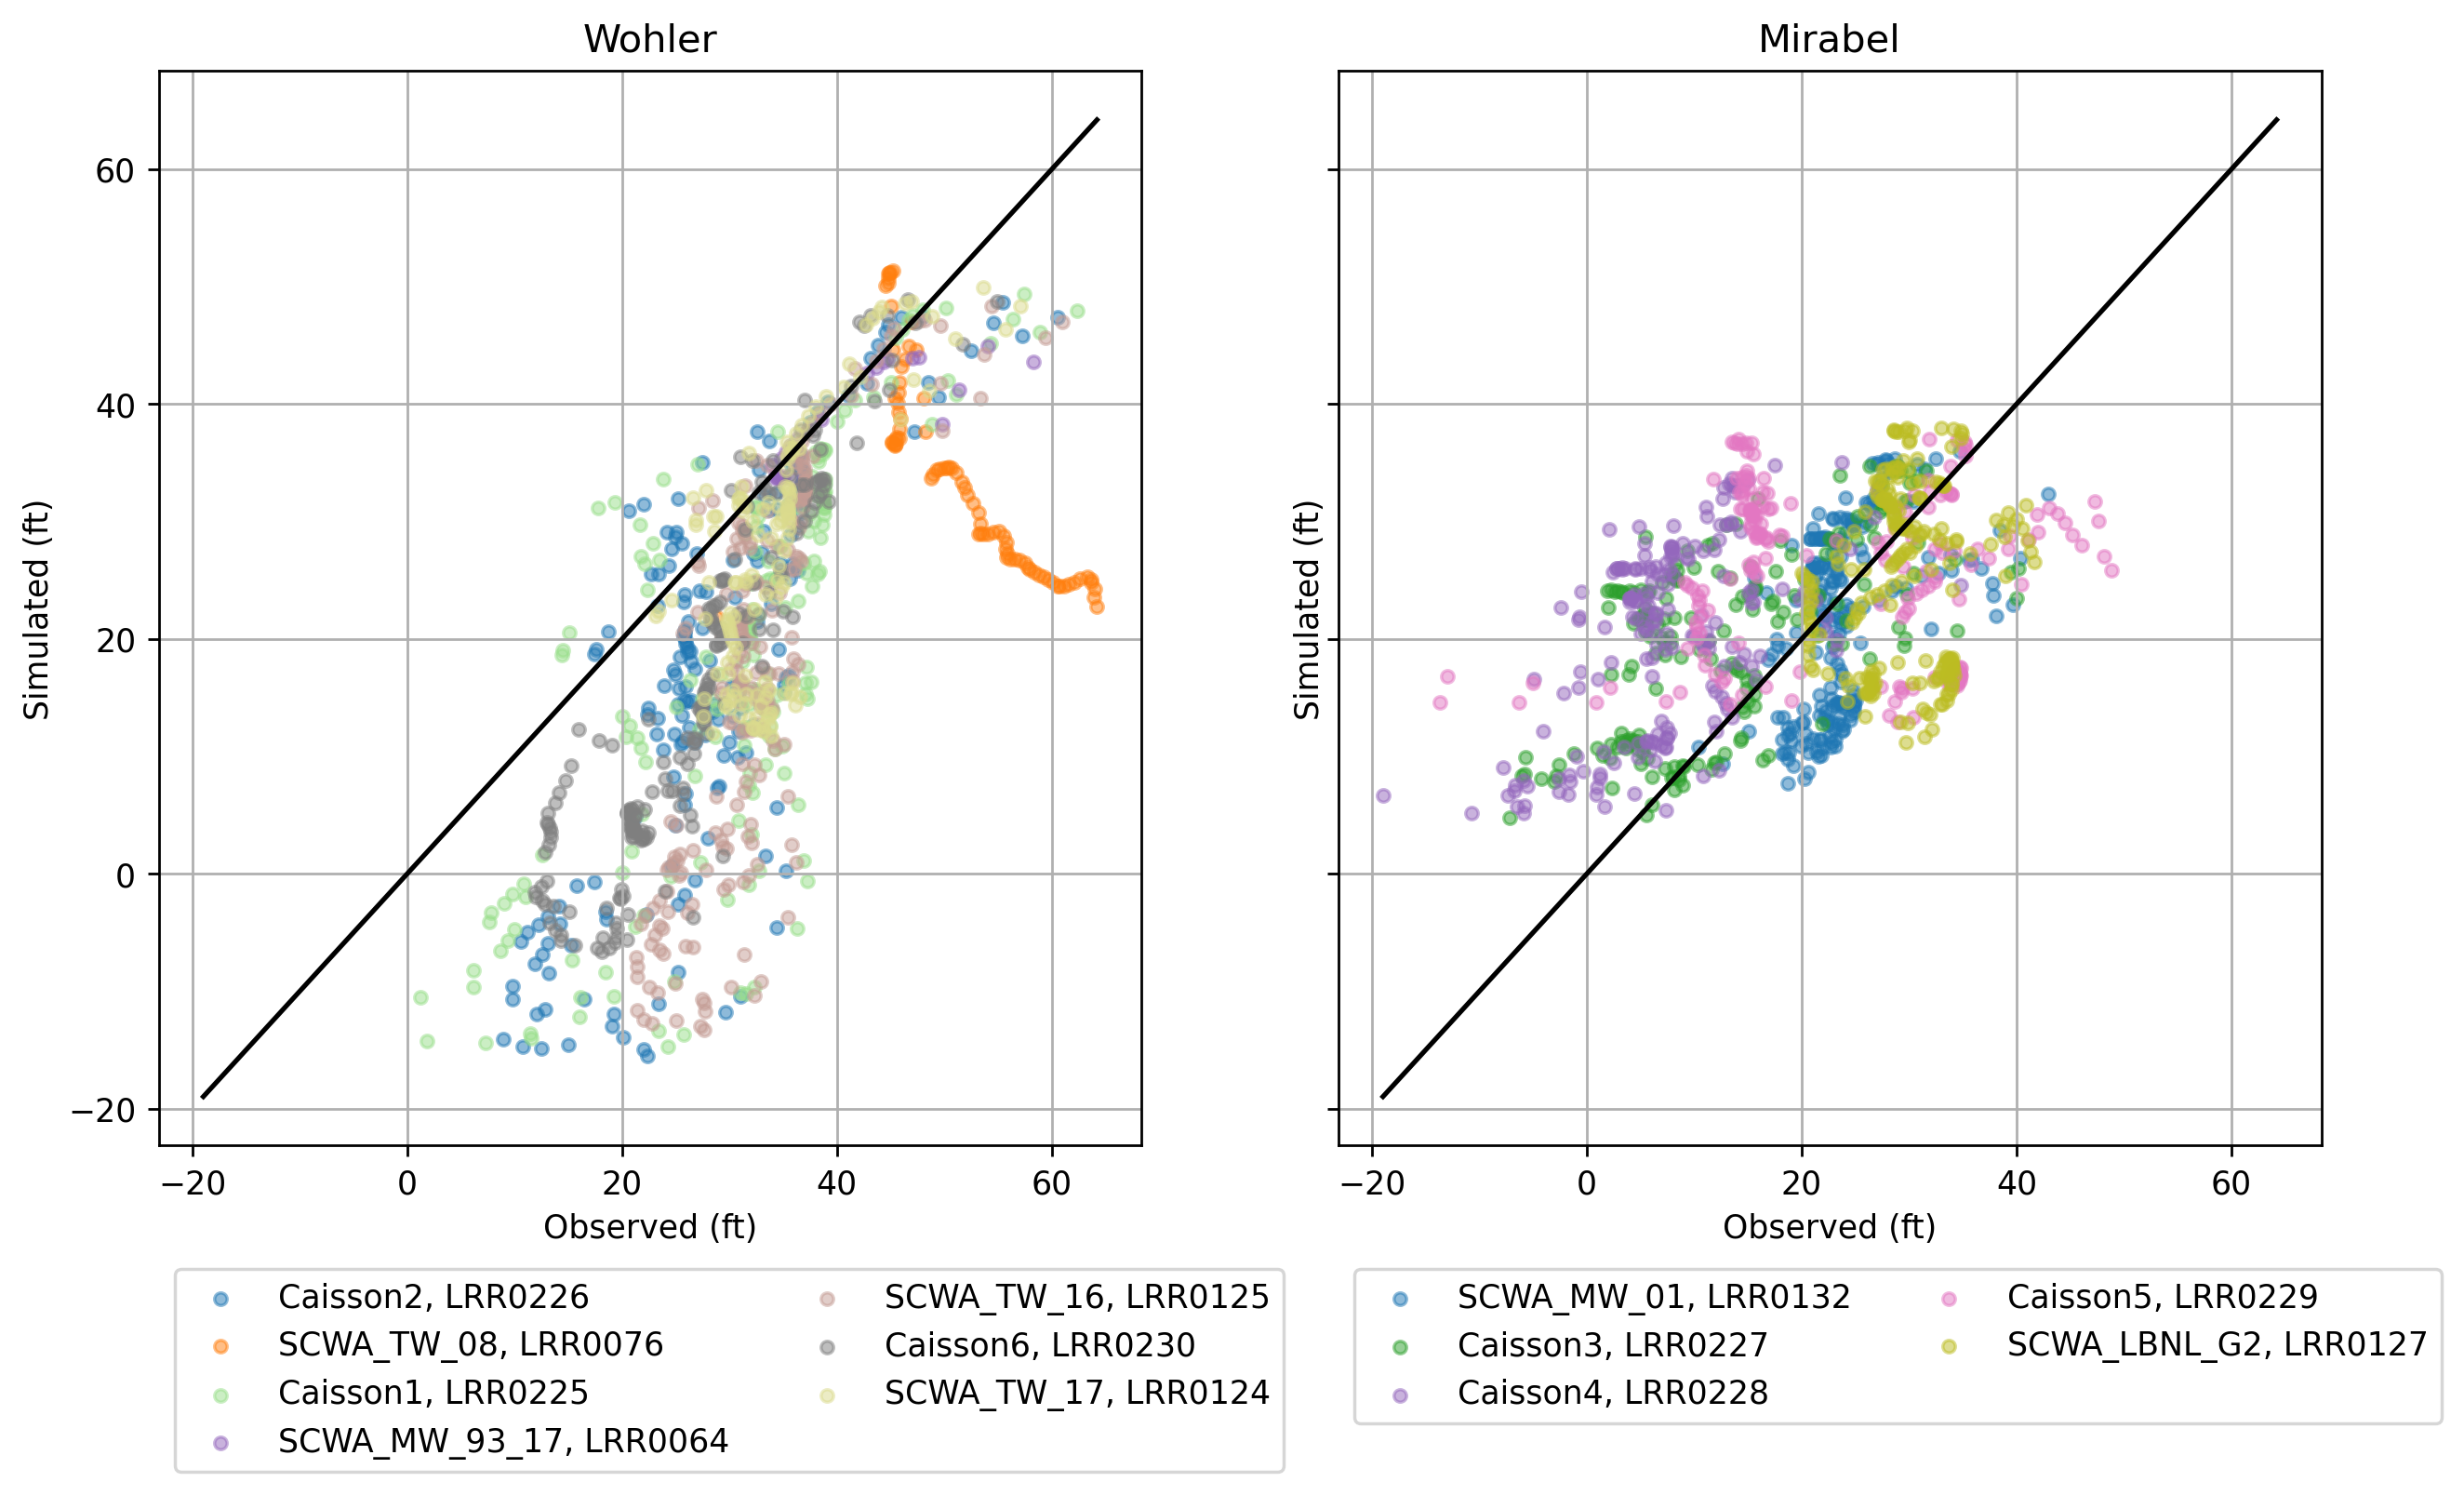 Wohler
Mirabel
60
40
20
0
−20
Simulated (ft)
Simulated (ft)
−20 0 20 40 60
−20 0 20 40 60
Observed (ft)
Observed (ft)
Caisson2, LRR0226
SCWA_TW_08, LRR0076
Caisson1, LRR0225
SCWA_MW_93_17, LRR0064
SCWA_TW_16, LRR0125
Caisson6, LRR0230
SCWA_TW_17, LRR0124
SCWA_MW_01, LRR0132
Caisson3, LRR0227
Caisson4, LRR0228
Caisson5, LRR0229
SCWA_LBNL_G2, LRR0127